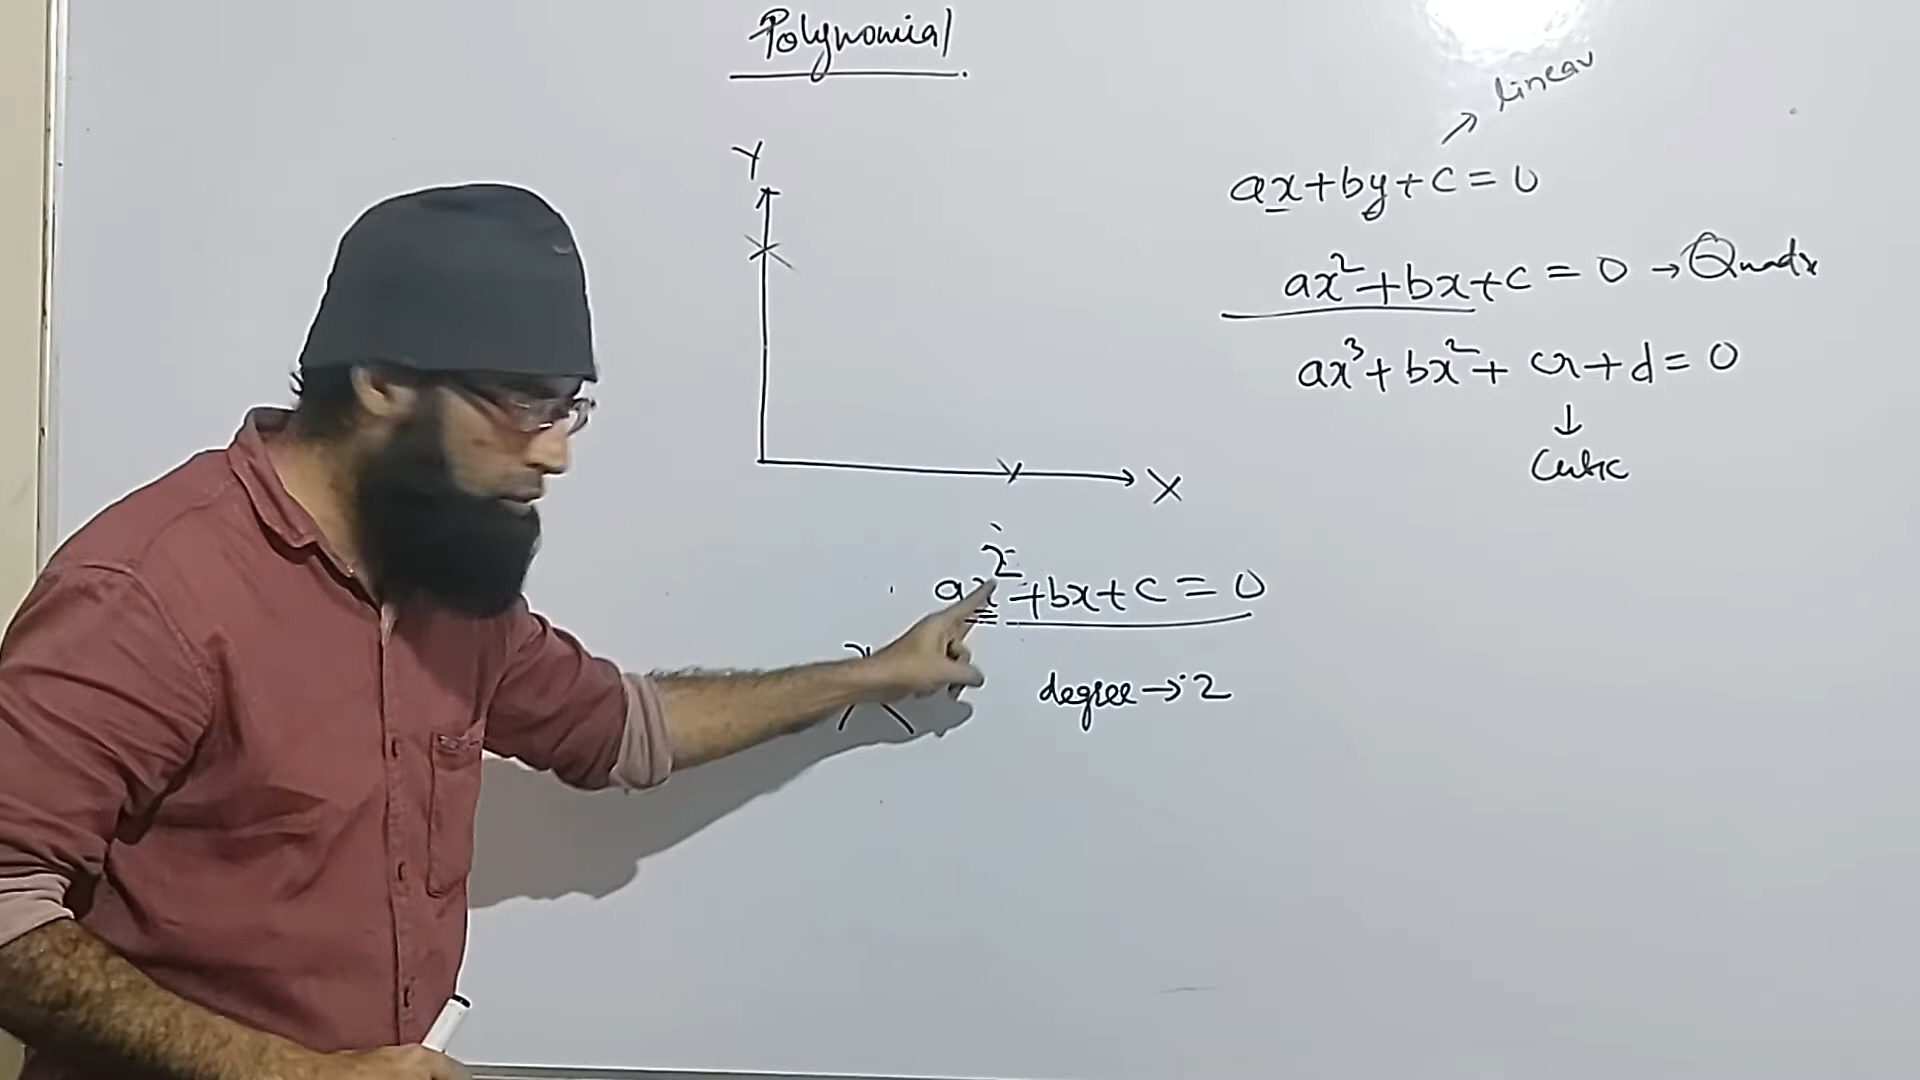 Polynomial
linear
Y
ax+by+c=0
ax²+bx+c=0 → Quadr
ax³+bx²+cx+d=0
Cubic
X
ax²+bx+c=0
degree → 2